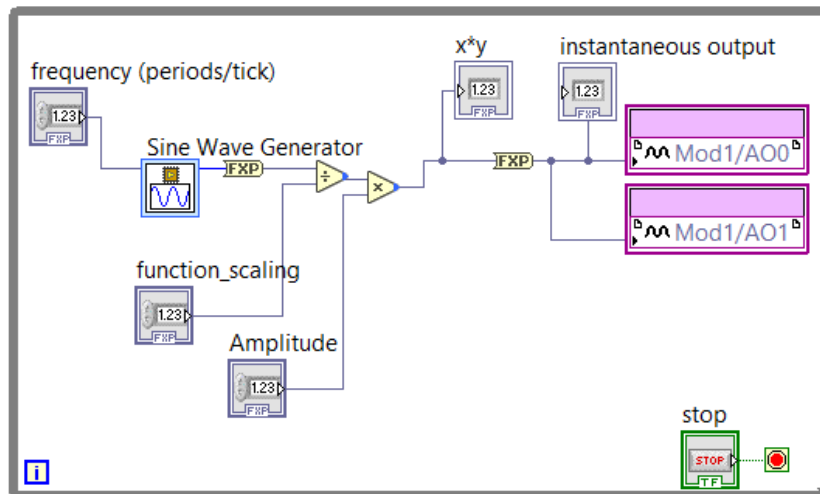 x*y
instantaneous output
frequency (periods/tick)
1.23
FXP
1.23
FXP
1.23
FXP
Sine Wave Generator
FXP
÷
×
FXP
Mod1/AO0
Mod1/AO1
function_scaling
1.23
FXP
Amplitude
1.23
FXP
stop
STOP
TF
i